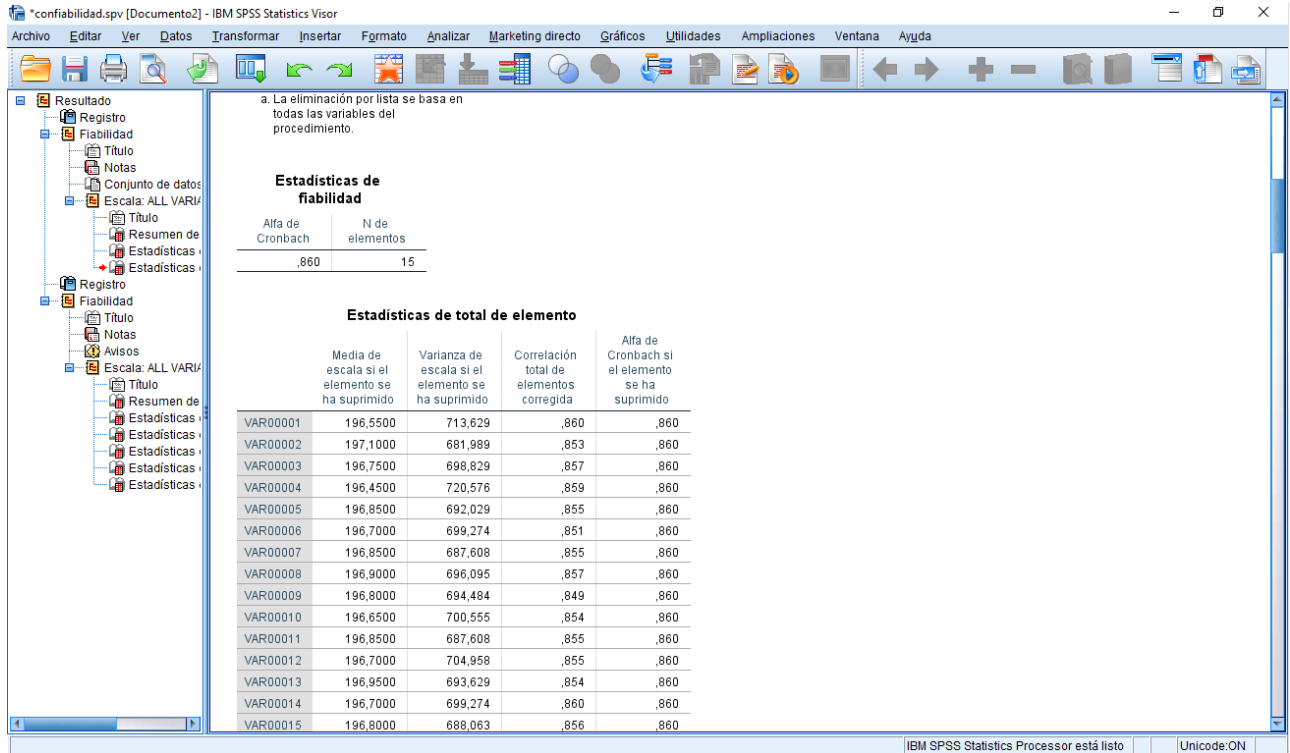 *confiabilidad.spv [Documento2] - IBM SPSS Statistics Visor
Archivo Editar Ver Datos Transformar Insertar Formato Analizar Marketing directo Gráficos Utilidades Ampliaciones Ventana Ayuda
Resultado
Registro
Fiabilidad
Título
Notas
Conjunto de datos
Escala: ALL VARIA
Título
Resumen de
Estadísticas
Estadísticas
Registro
Fiabilidad
Título
Notas
Avisos
Escala: ALL VARIA
Título
Resumen de
Estadísticas
Estadísticas
Estadísticas
Estadísticas
Estadísticas
a. La eliminación por lista se basa en
todas las variables del
procedimiento.
Estadísticas de
fiabilidad
Alfa de Cronbach N de elementos
,860 15
Estadísticas de total de elemento
Media de escala si el elemento se ha suprimido Varianza de escala si el elemento se ha suprimido Correlación total de elementos corregida Alfa de Cronbach si el elemento se ha suprimido
VAR00001 196,5500 713,629 ,860 ,860
VAR00002 197,1000 681,989 ,853 ,860
VAR00003 196,7500 698,829 ,857 ,860
VAR00004 196,4500 720,576 ,859 ,860
VAR00005 196,8500 692,029 ,855 ,860
VAR00006 196,7000 699,274 ,851 ,860
VAR00007 196,8500 687,608 ,855 ,860
VAR00008 196,9000 696,095 ,857 ,860
VAR00009 196,8000 694,484 ,849 ,860
VAR00010 196,6500 700,555 ,854 ,860
VAR00011 196,8500 687,608 ,855 ,860
VAR00012 196,7000 704,958 ,855 ,860
VAR00013 196,9500 693,629 ,854 ,860
VAR00014 196,7000 699,274 ,860 ,860
VAR00015 196,8000 688,063 ,856 ,860
IBM SPSS Statistics Processor está listo Unicode:ON